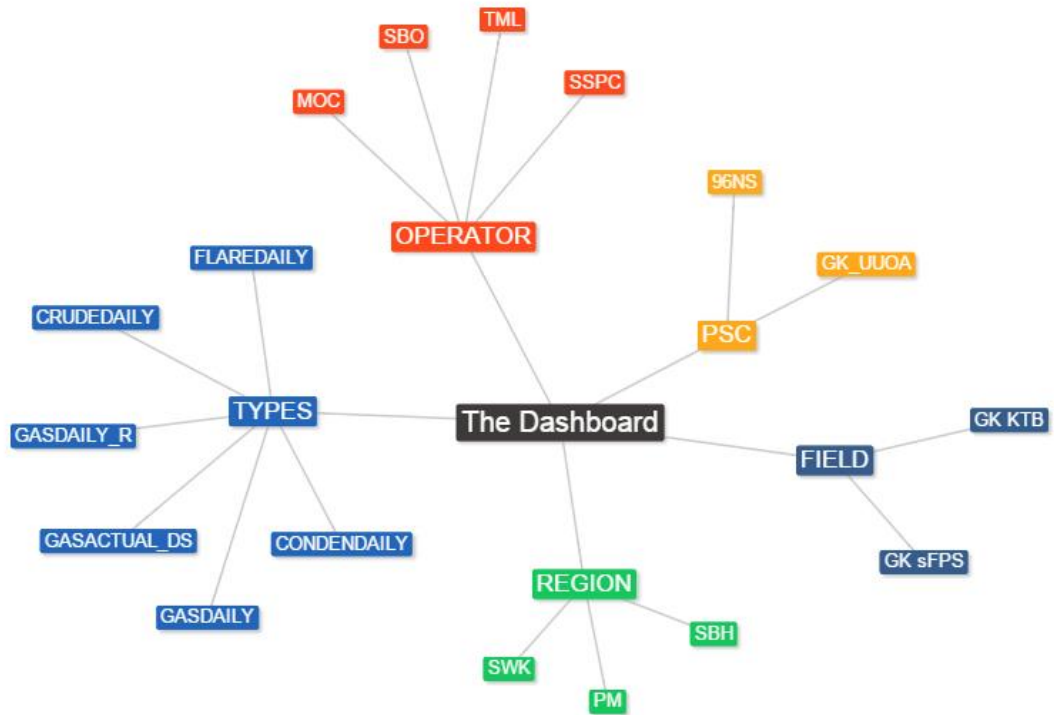 TML
SBO
SSPC
MOC
96NS
OPERATOR
FLAREDAILY
GK_UUOA
CRUDEDAILY
PSC
TYPES
The Dashboard
GK KTB
GASDAILY_R
FIELD
GASACTUAL_DS
CONDENDAILY
GK sFPS
REGION
GASDAILY
SBH
SWK
PM